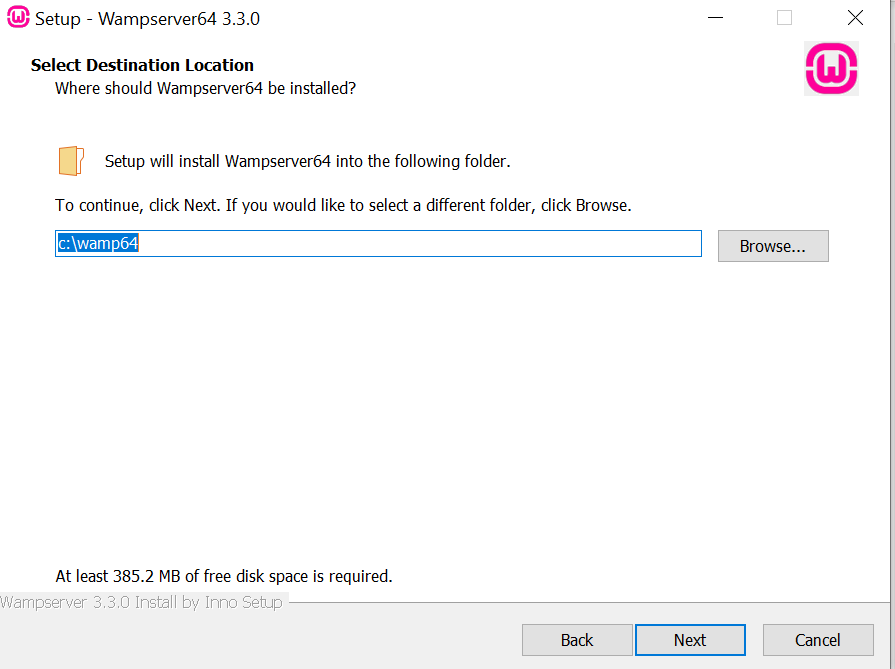 Setup - Wampserver64 3.3.0
Select Destination Location
Where should Wampserver64 be installed?
Setup will install Wampserver64 into the following folder.
To continue, click Next. If you would like to select a different folder, click Browse.
c:\wamp64
Browse...
At least 385.2 MB of free disk space is required.
Wampserver 3.3.0 Install by Inno Setup
Back Next Cancel